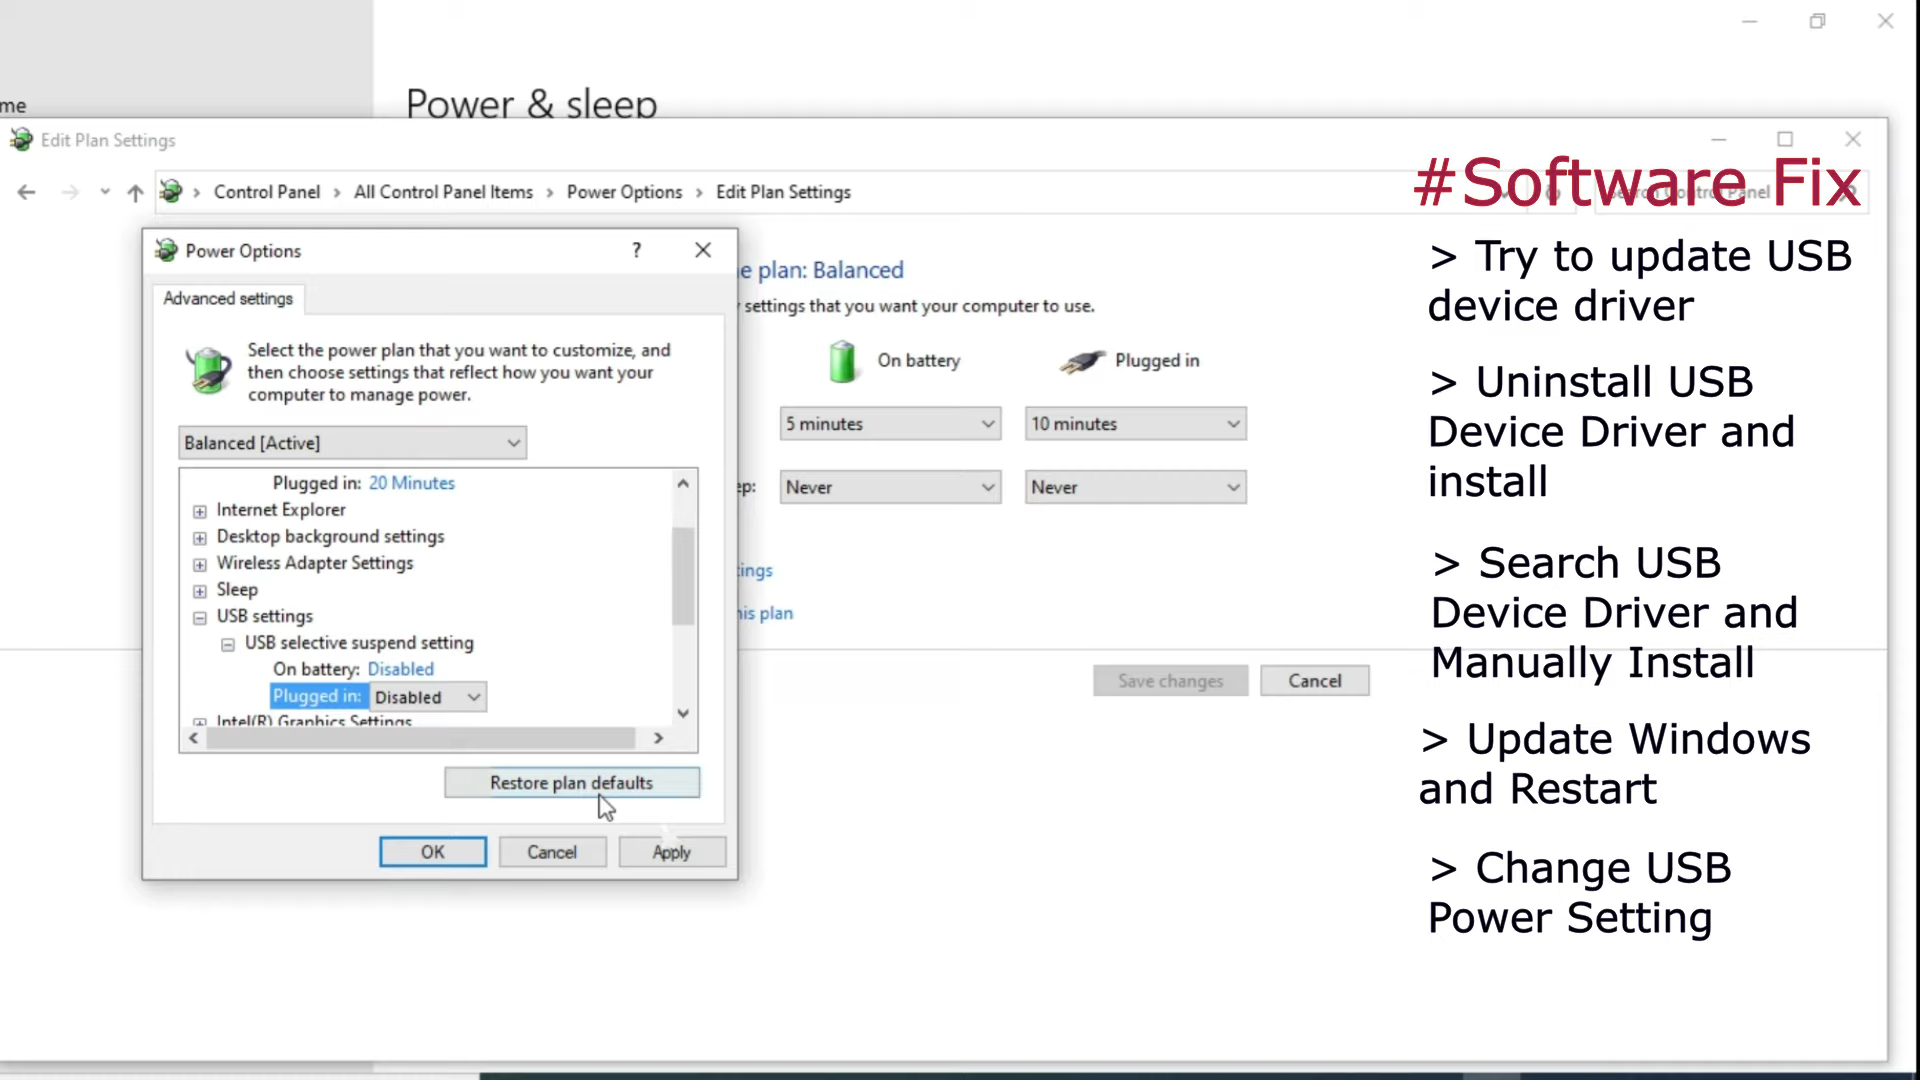 me
Power & sleep
Edit Plan Settings
Control Panel > All Control Panel Items > Power Options > Edit Plan Settings
#Software Fix
Power Options
?
Advanced settings
Select the power plan that you want to customize, and
then choose settings that reflect how you want your
computer to manage power.
Balanced [Active]
Plugged in: 20 Minutes
Internet Explorer
Desktop background settings
Wireless Adapter Settings
Sleep
USB settings
USB selective suspend setting
On battery: Disabled
Plugged in: Disabled
Intel(R) Graphics Settings
Restore plan defaults
OK
Cancel
Apply
e plan: Balanced
settings that you want your computer to use.
On battery
Plugged in
5 minutes
10 minutes
ep:
Never
Never
ings
his plan
Save changes
Cancel
> Try to update USB
device driver
> Uninstall USB
Device Driver and
install
> Search USB
Device Driver and
Manually Install
> Update Windows
and Restart
> Change USB
Power Setting